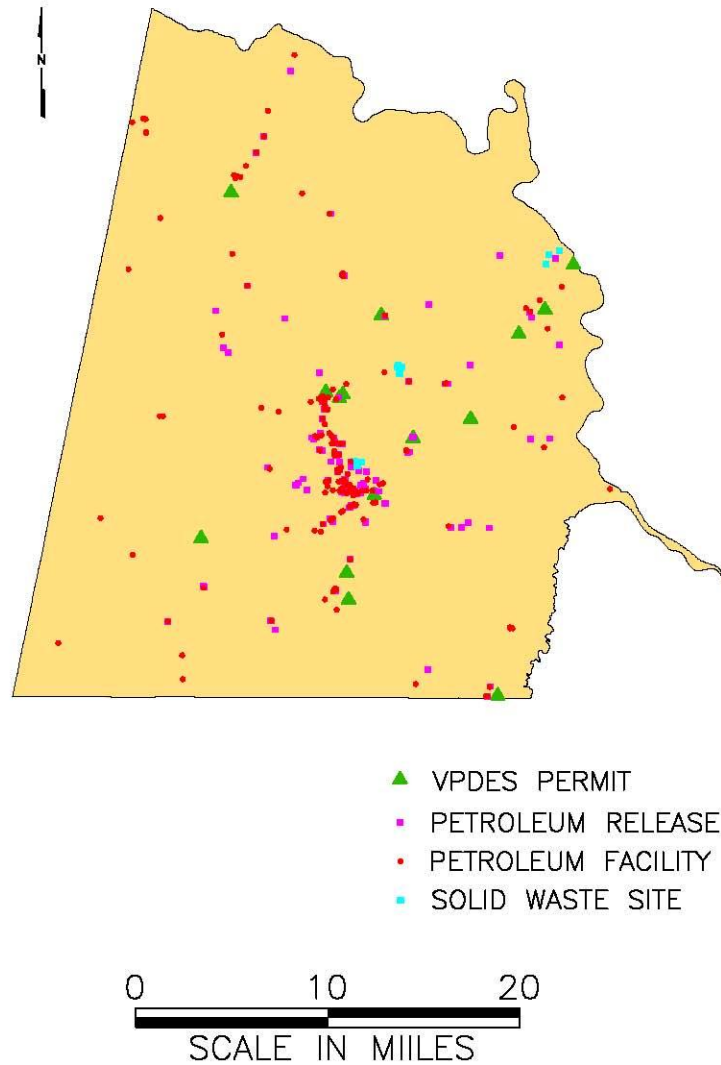 N
VPDES PERMIT
PETROLEUM RELEASE
PETROLEUM FACILITY
SOLID WASTE SITE
0 10 20
SCALE IN MIILES